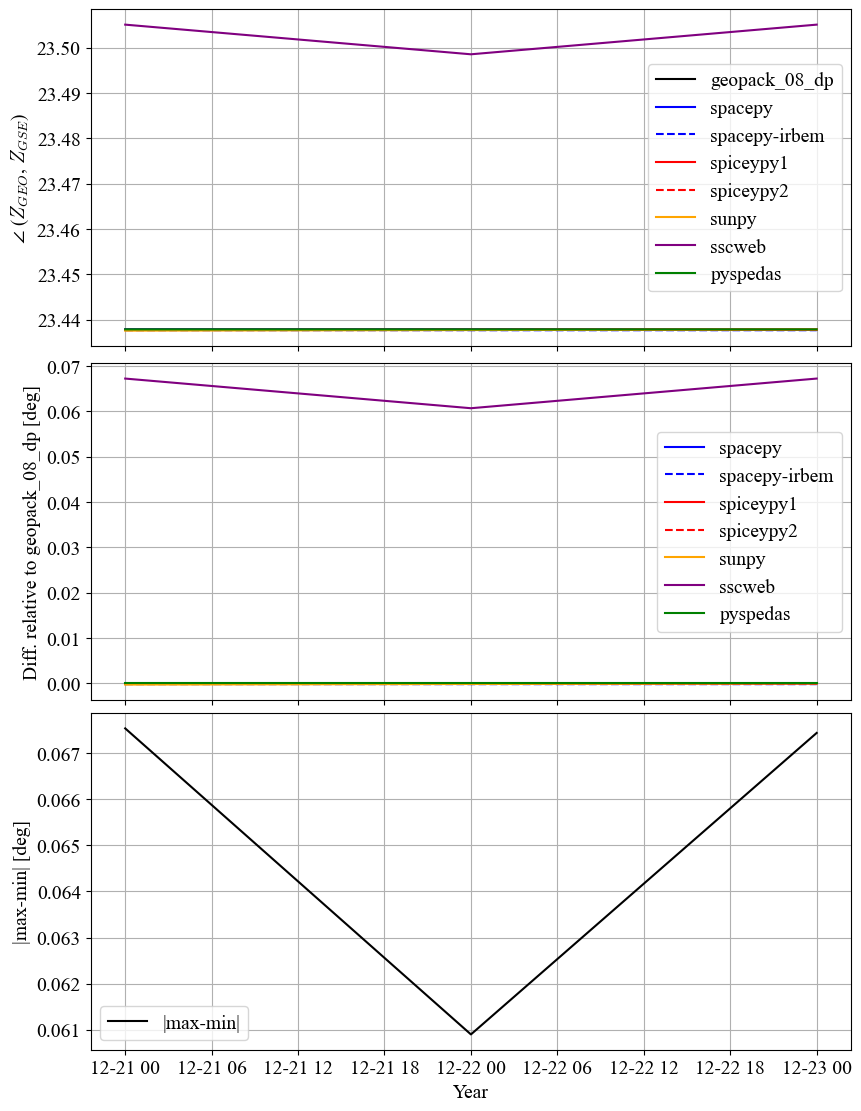 23.50
23.49
23.48
23.47
23.46
23.45
23.44
∠ (Z_GEO, Z_GSE)
geopack_08_dp
spacepy
spacepy-irbem
spiceypy1
spiceypy2
sunpy
sscweb
pyspedas
0.07
0.06
0.05
0.04
0.03
0.02
0.01
0.00
Diff. relative to geopack_08_dp [deg]
spacepy
spacepy-irbem
spiceypy1
spiceypy2
sunpy
sscweb
pyspedas
0.067
0.066
0.065
0.064
0.063
0.062
0.061
|max-min| [deg]
|max-min|
12-21 00 12-21 06 12-21 12 12-21 18 12-22 00 12-22 06 12-22 12 12-22 18 12-23 00
Year